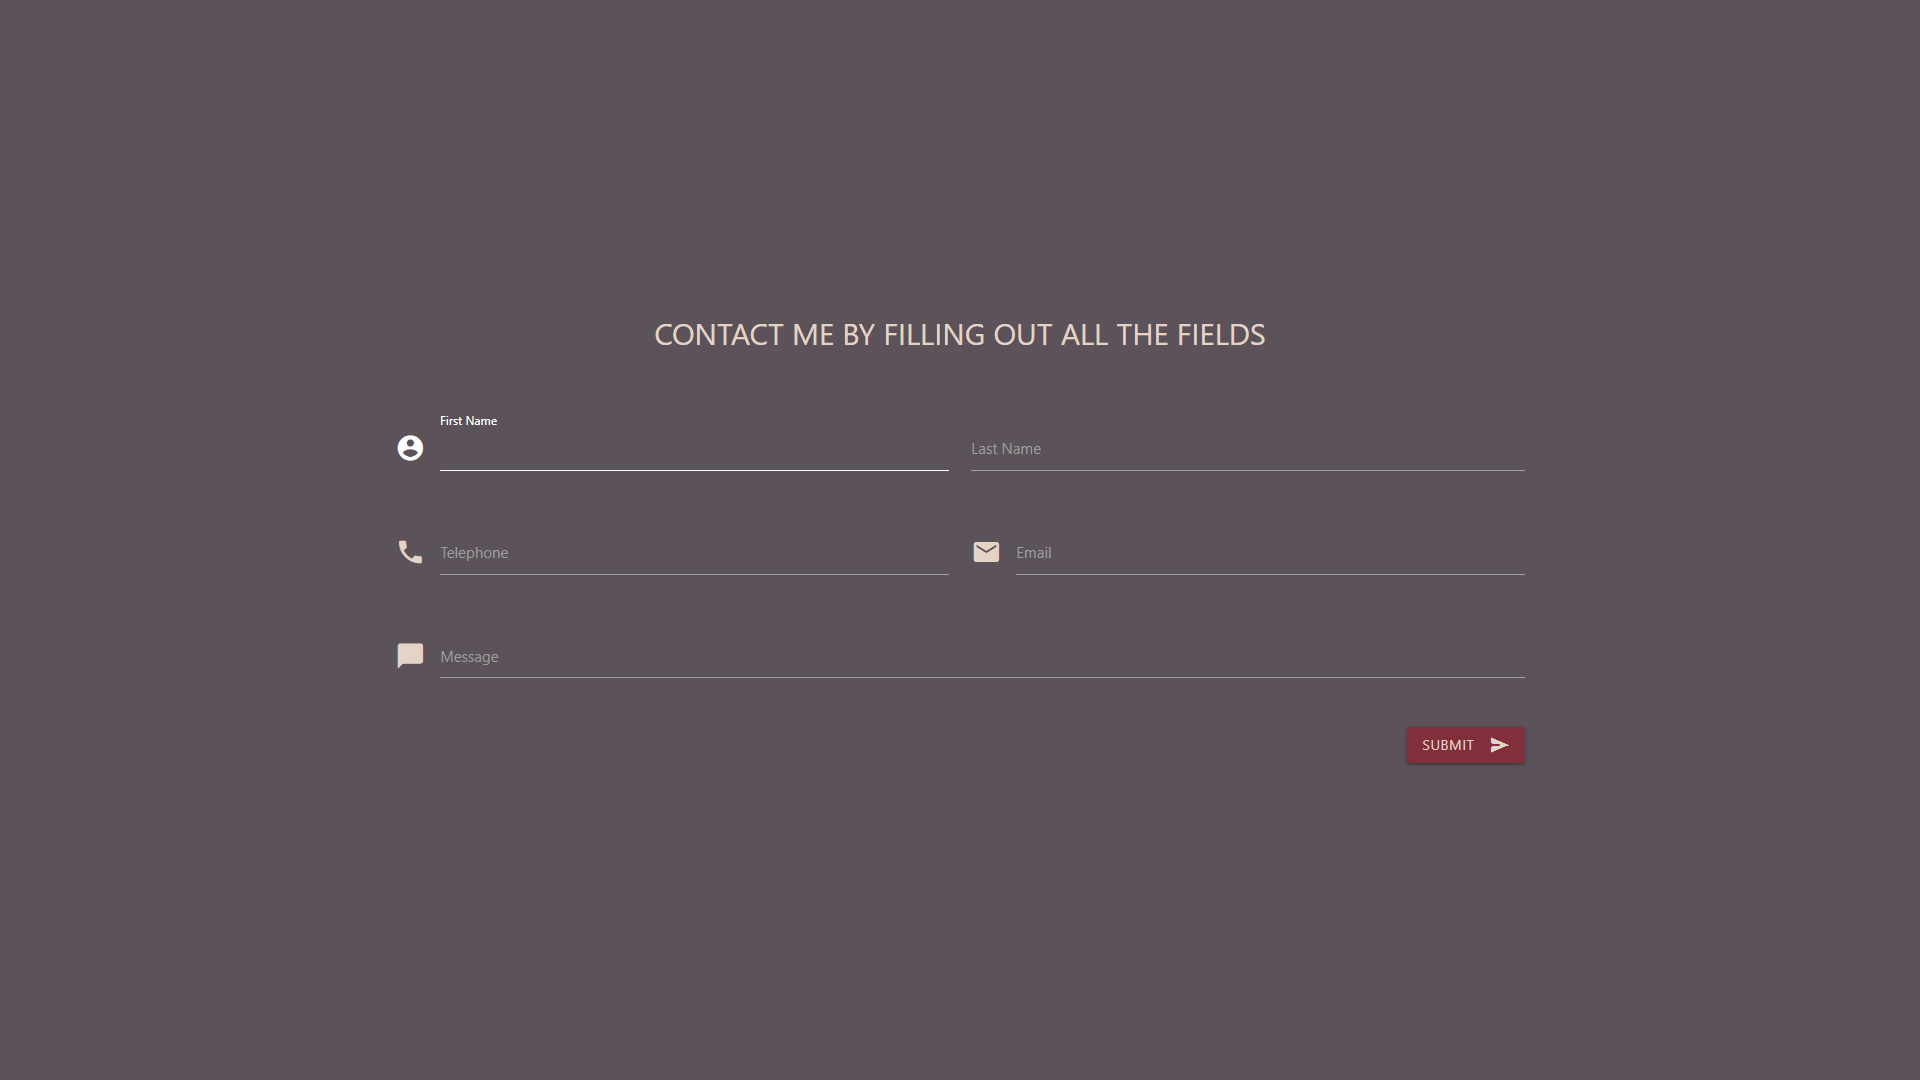 CONTACT ME BY FILLING OUT ALL THE FIELDS
First Name
Last Name
Telephone
Email
Message
SUBMIT